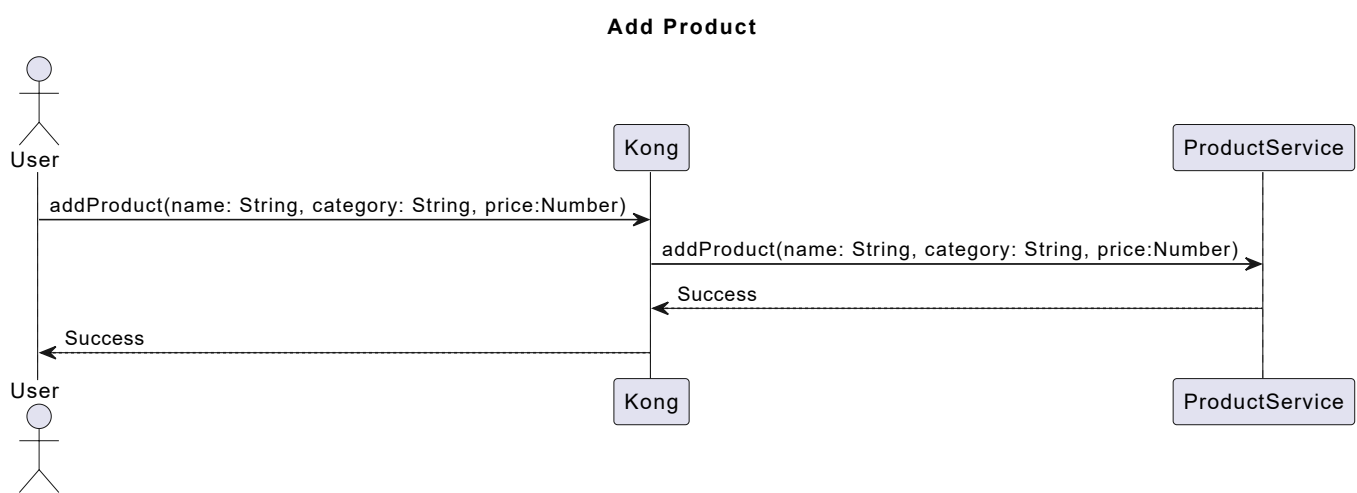 Add Product
User
Kong
ProductService
addProduct(name: String, category: String, price:Number)
addProduct(name: String, category: String, price:Number)
Success
Success
User
Kong
ProductService